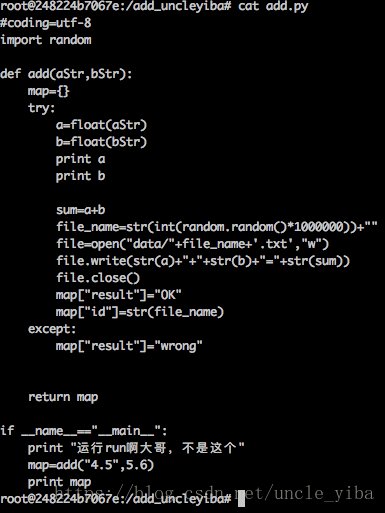 root@248224b7067e:/add_uncleyiba# cat add.py
#coding=utf-8
import random
def add(aStr,bStr):
    map={}
    try:
        a=float(aStr)
        b=float(bStr)
        print a
        print b
        sum=a+b
        file_name=str(int(random.random()*1000000))+""
        file=open("data/"+file_name+'.txt',"w")
        file.write(str(a)+"+"+str(b)+"="+str(sum))
        file.close()
        map["result"]="OK"
        map["id"]=str(file_name)
    except:
        map["result"]="wrong"
    return map
if __name__=="__main__":
    print "运行run啊大哥, 不是这个"
    map=add("4.5",5.6)
    print map
root@248224b7067e:/add_uncleyiba#
https://blog.csdn.net/uncle_yiba